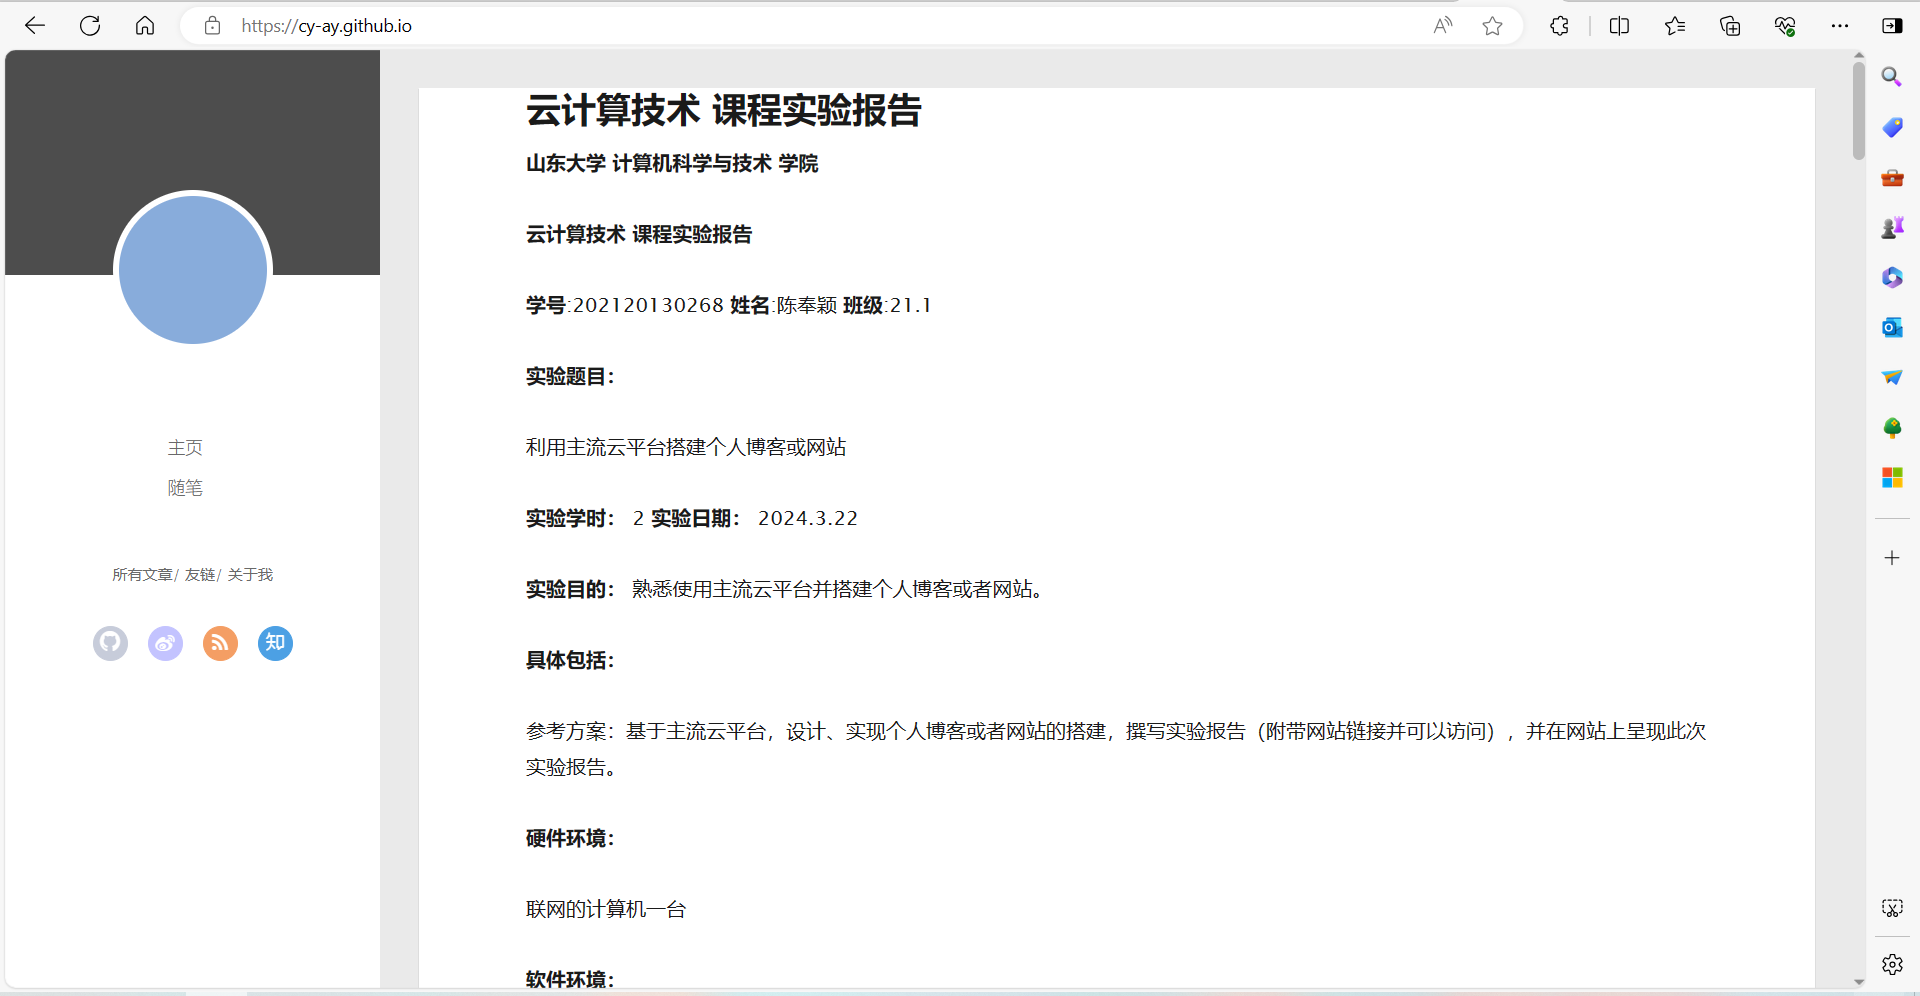 https://cy-ay.github.io
云计算技术 课程实验报告
山东大学 计算机科学与技术 学院
云计算技术 课程实验报告
学号:202120130268 姓名:陈奉颖 班级:21.1
实验题目：
利用主流云平台搭建个人博客或网站
实验学时： 2 实验日期： 2024.3.22
实验目的： 熟悉使用主流云平台并搭建个人博客或者网站。
具体包括：
参考方案：基于主流云平台，设计、实现个人博客或者网站的搭建，撰写实验报告（附带网站链接并可以访问），并在网站上呈现此次
实验报告。
硬件环境：
联网的计算机一台
软件环境：
主页
随笔
所有文章/ 友链/ 关于我
知